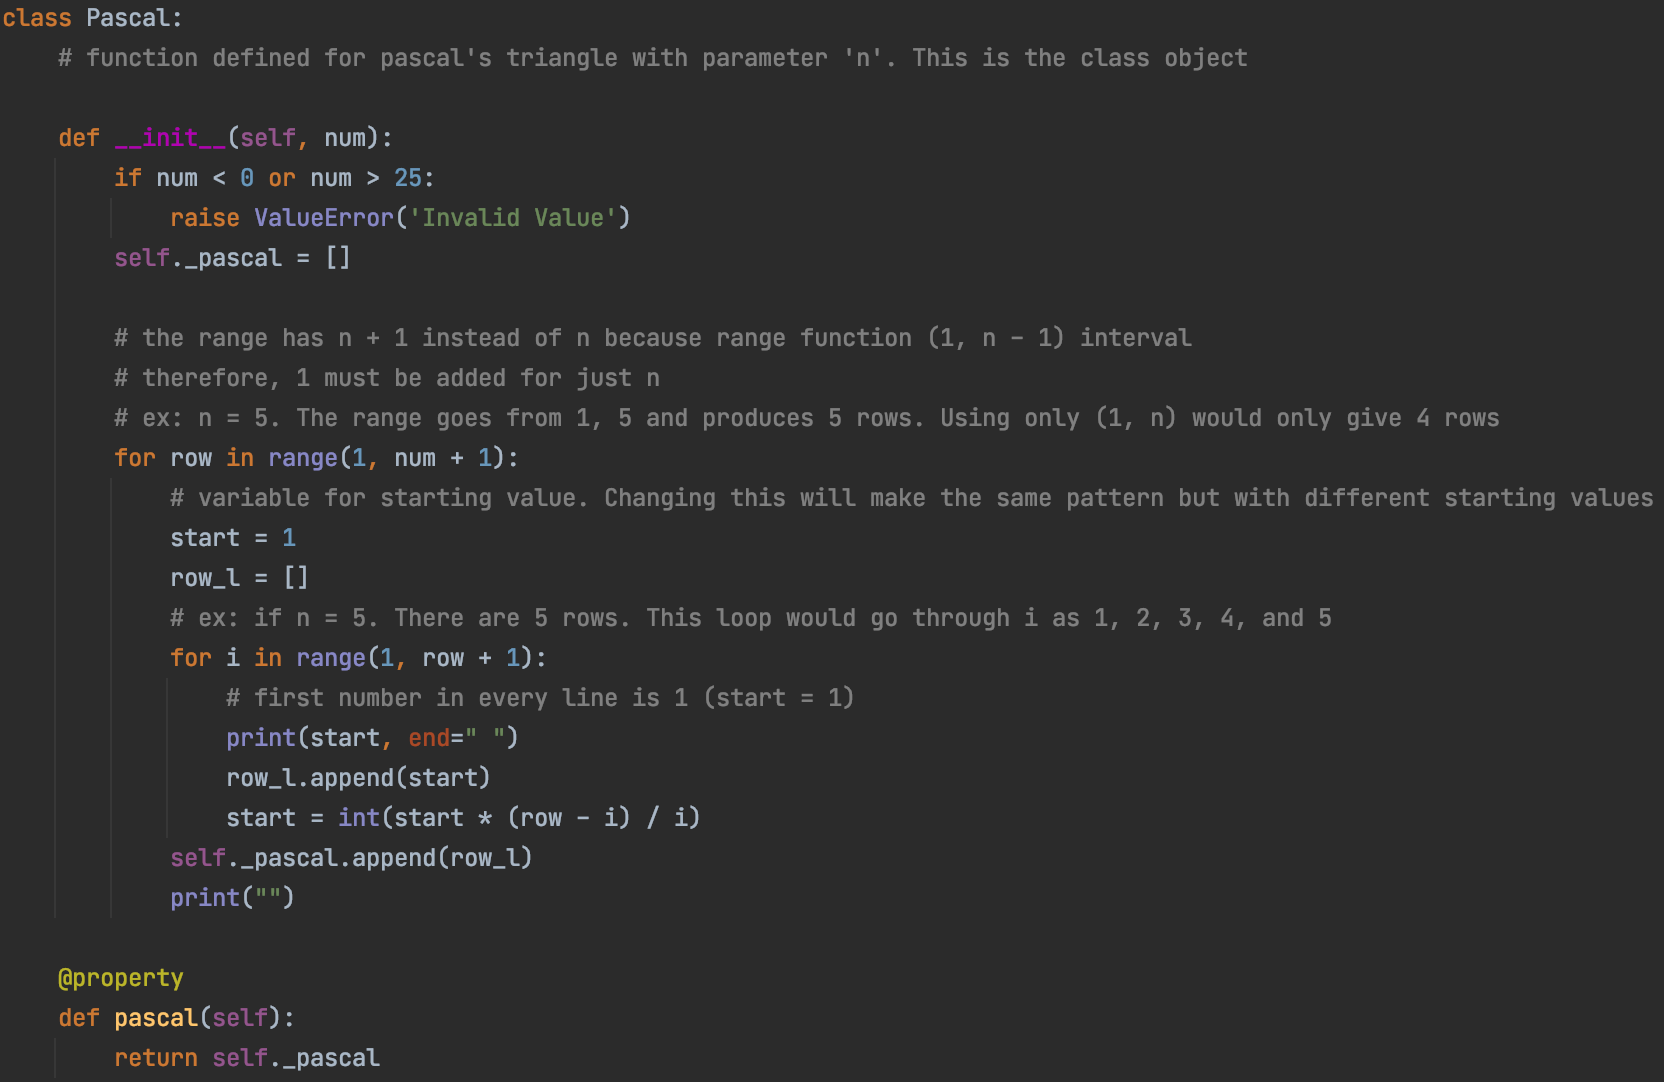 class Pascal:
    # function defined for pascal's triangle with parameter 'n'. This is the class object
    def __init__(self, num):
        if num < 0 or num > 25:
            raise ValueError('Invalid Value')
        self._pascal = []
        # the range has n + 1 instead of n because range function (1, n - 1) interval
        # therefore, 1 must be added for just n
        # ex: n = 5. The range goes from 1, 5 and produces 5 rows. Using only (1, n) would only give 4 rows
        for row in range(1, num + 1):
            # variable for starting value. Changing this will make the same pattern but with different starting values
            start = 1
            row_l = []
            # ex: if n = 5. There are 5 rows. This loop would go through i as 1, 2, 3, 4, and 5
            for i in range(1, row + 1):
                # first number in every line is 1 (start = 1)
                print(start, end=" ")
                row_l.append(start)
                start = int(start * (row - i) / i)
            self._pascal.append(row_l)
            print("")
    @property
    def pascal(self):
        return self._pascal